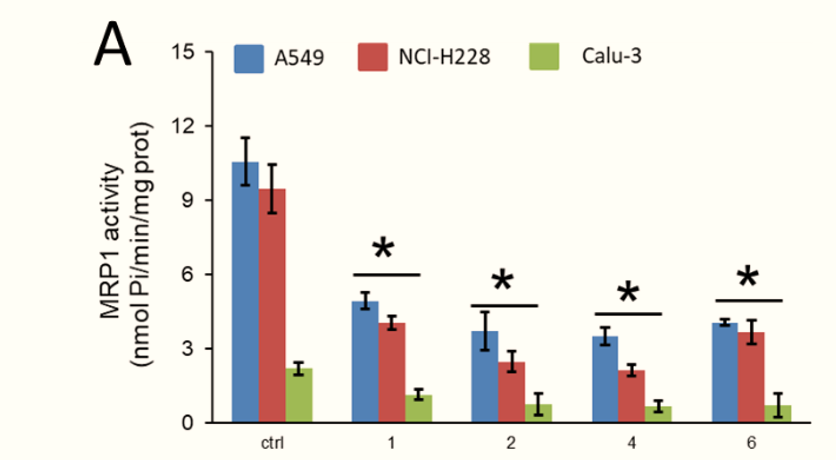 A
15
A549 NCI-H228 Calu-3
12
9
6
3
0
MRP1 activity
(nmol Pi/min/mg prot)
* * * *
ctrl 1 2 4 6